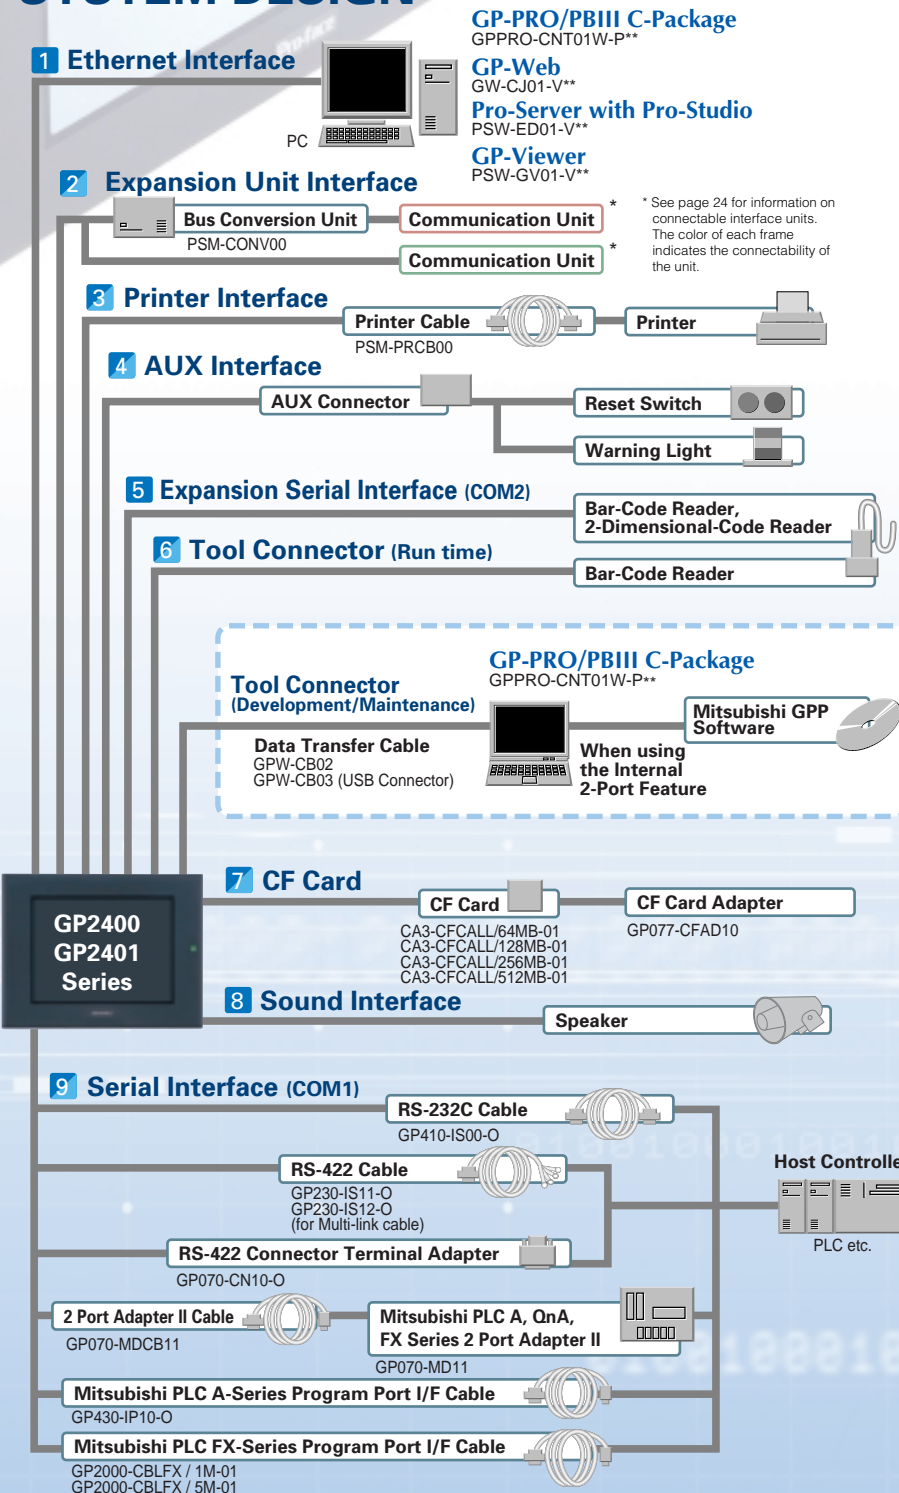 SYSTEM DESIGN
GP-PRO/PBIII C-Package
GPPRO-CNT01W-P**
1 Ethernet Interface
GP-Web
GW-CJ01-V**
Pro-Server with Pro-Studio
PSW-ED01-V**
PC
GP-Viewer
PSW-GV01-V**
2 Expansion Unit Interface
Bus Conversion Unit
PSM-CONV00
Communication Unit *
Communication Unit *
* See page 24 for information on
connectable interface units.
The color of each frame
indicates the connectability of
the unit.
3 Printer Interface
Printer Cable
PSM-PRCB00
Printer
4 AUX Interface
AUX Connector
Reset Switch
Warning Light
5 Expansion Serial Interface (COM2)
Bar-Code Reader,
2-Dimensional-Code Reader
6 Tool Connector (Run time)
Bar-Code Reader
GP-PRO/PBIII C-Package
GPPRO-CNT01W-P**
Tool Connector
(Development/Maintenance)
Data Transfer Cable
GPW-CB02
GPW-CB03 (USB Connector)
Mitsubishi GPP
Software
When using
the Internal
2-Port Feature
7 CF Card
CF Card
CA3-CFCALL/64MB-01
CA3-CFCALL/128MB-01
CA3-CFCALL/256MB-01
CA3-CFCALL/512MB-01
CF Card Adapter
GP077-CFAD10
GP2400
GP2401
Series
8 Sound Interface
Speaker
9 Serial Interface (COM1)
RS-232C Cable
GP410-IS00-O
RS-422 Cable
GP230-IS11-O
GP230-IS12-O
(for Multi-link cable)
Host Controlle
PLC etc.
RS-422 Connector Terminal Adapter
GP070-CN10-O
2 Port Adapter II Cable
GP070-MDCB11
Mitsubishi PLC A, QnA,
FX Series 2 Port Adapter II
GP070-MD11
Mitsubishi PLC A-Series Program Port I/F Cable
GP430-IP10-O
Mitsubishi PLC FX-Series Program Port I/F Cable
GP2000-CBLFX / 1M-01
GP2000-CBLFX / 5M-01